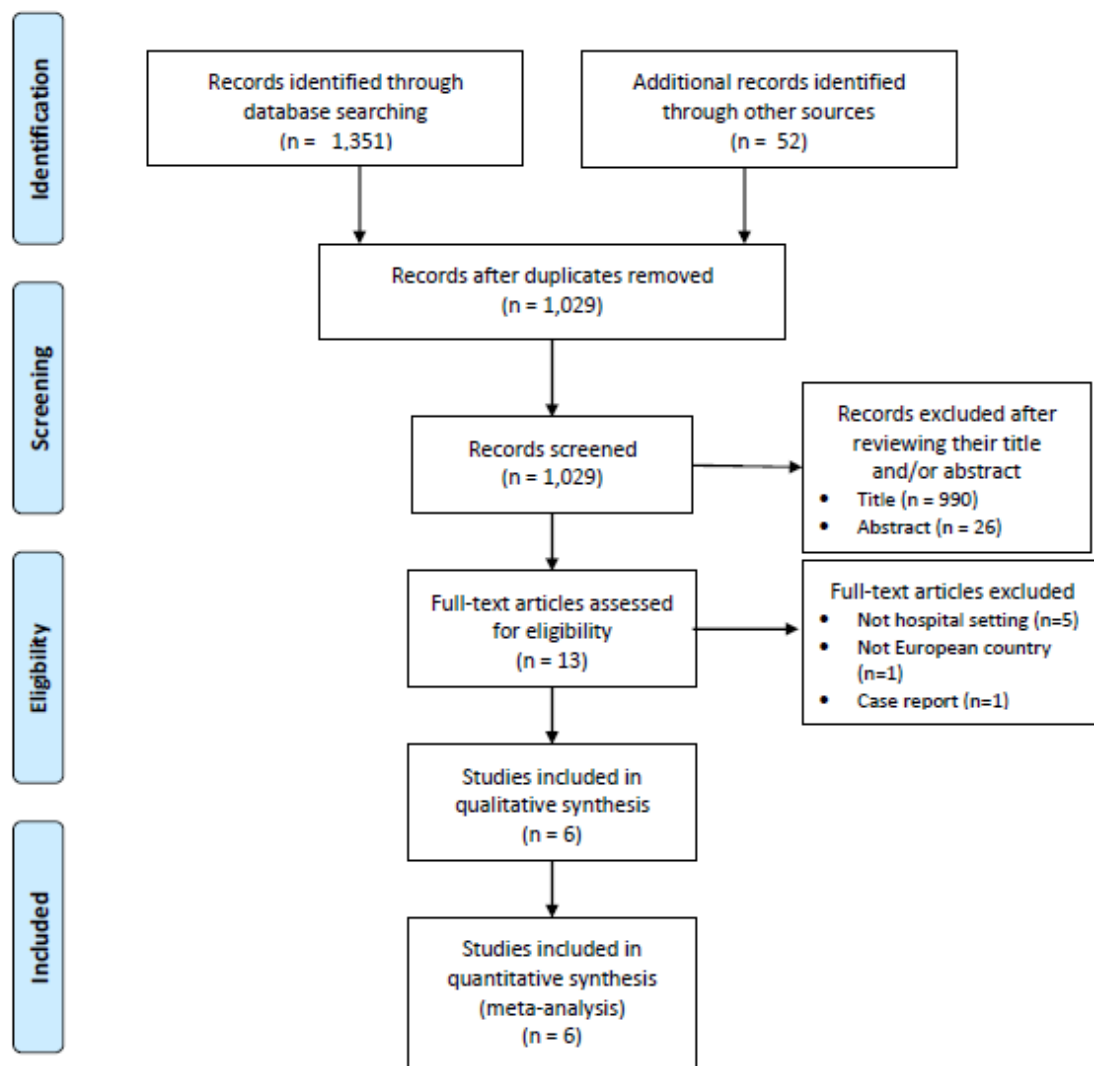 Identification
Records identified through
database searching
(n = 1,351)
Additional records identified
through other sources
(n = 52)
Screening
Records after duplicates removed
(n = 1,029)
Records screened
(n = 1,029)
Records excluded after
reviewing their title
and/or abstract
• Title (n = 990)
• Abstract (n = 26)
Eligibility
Full-text articles assessed
for eligibility
(n = 13)
Full-text articles excluded
• Not hospital setting (n=5)
• Not European country
(n=1)
• Case report (n=1)
Studies included in
qualitative synthesis
(n = 6)
Included
Studies included in
quantitative synthesis
(meta-analysis)
(n = 6)